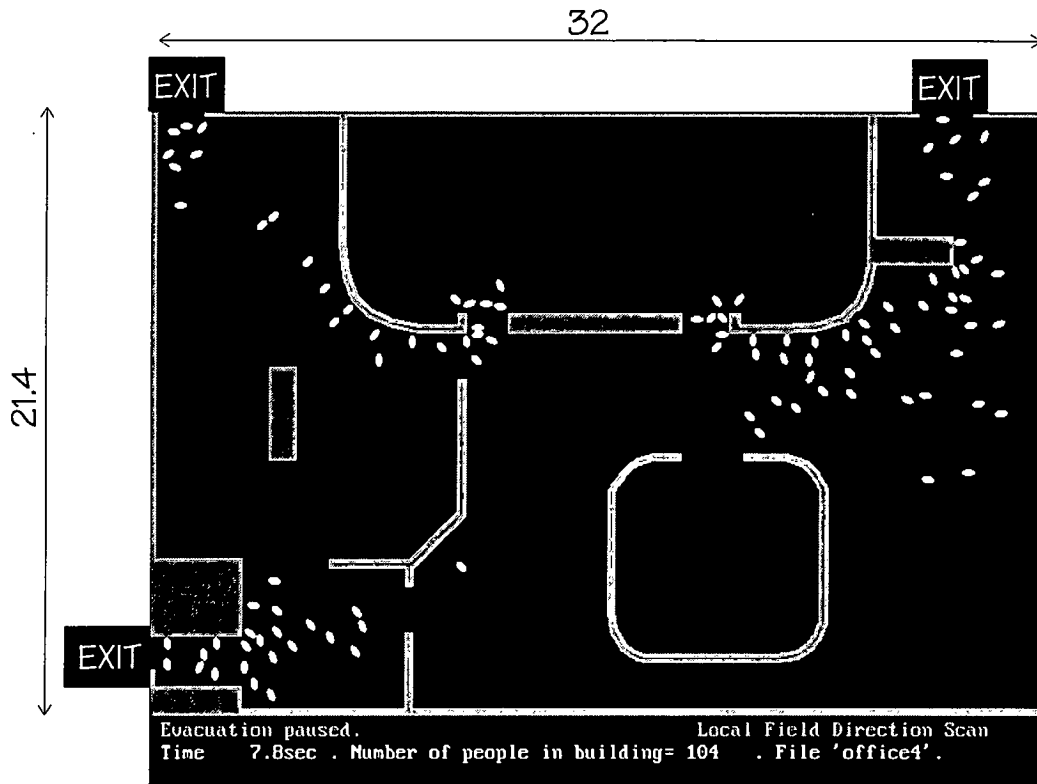 32
EXIT
EXIT
21.4
EXIT
Evacuation paused.
Local Field Direction Scan
Time 7.8sec . Number of people in building= 104 . File 'office4'.